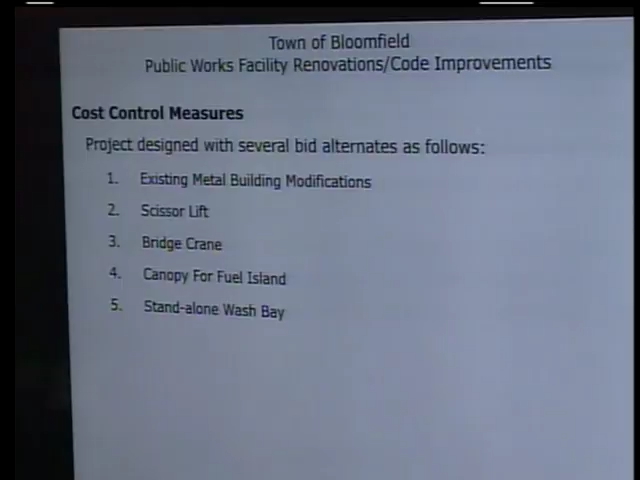 Town of Bloomfield
Public Works Facility Renovations/Code Improvements
Cost Control Measures
Project designed with several bid alternates as follows:
1. Existing Metal Building Modifications
2. Scissor Lift
3. Bridge Crane
4. Canopy For Fuel Island
5. Stand-alone Wash Bay